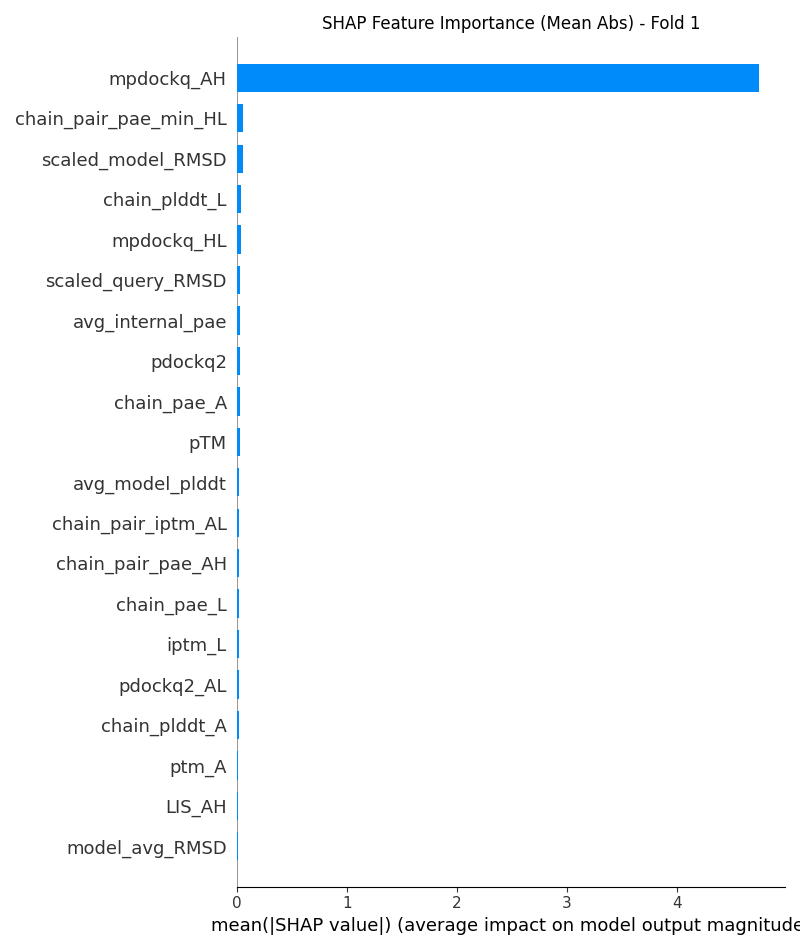 SHAP Feature Importance (Mean Abs) - Fold 1
mpdockq_AH
chain_pair_pae_min_HL
scaled_model_RMSD
chain_plddt_L
mpdockq_HL
scaled_query_RMSD
avg_internal_pae
pdockq2
chain_pae_A
pTM
avg_model_plddt
chain_pair_iptm_AL
chain_pair_pae_AH
chain_pae_L
iptm_L
pdockq2_AL
chain_plddt_A
ptm_A
LIS_AH
model_avg_RMSD
0 1 2 3 4
mean(|SHAP value|) (average impact on model output magnitude